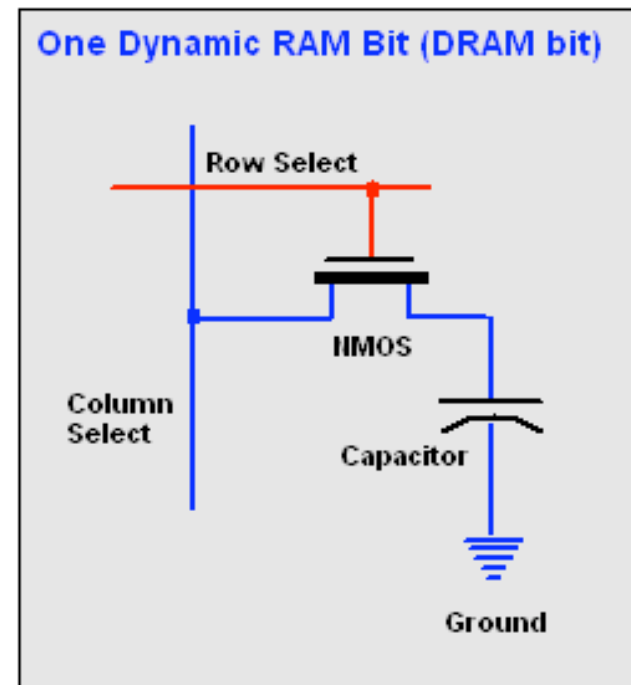 One Dynamic RAM Bit (DRAM bit)
Row Select
NMOS
Column
Select
Capacitor
Ground